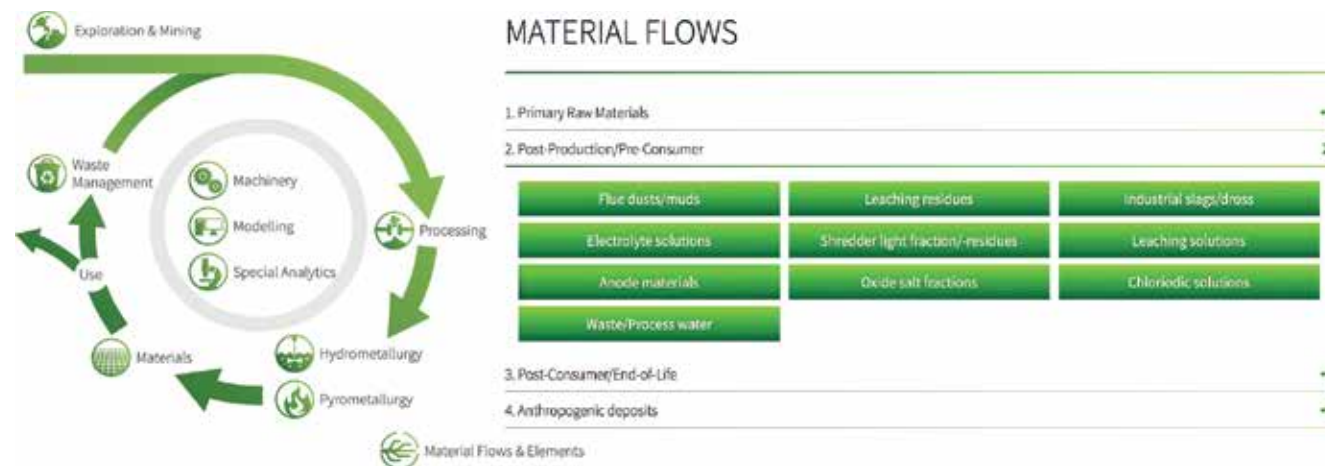 Exploration & Mining
Waste
Management
Machinery
Modelling
Special Analytics
Processing
Use
Materials
Hydrometallurgy
Pyrometallurgy
Material Flows & Elements
MATERIAL FLOWS
1. Primary Raw Materials
2. Post-Production/Pre-Consumer
Flue dusts/muds
Leaching residues
Industrial slags/dross
Electrolyte solutions
Shredder light fraction/-residues
Leaching solutions
Anode materials
Oxide salt fractions
Chloriedic solutions
Waste/Process water
3. Post-Consumer/End-of-Life
4. Anthropogenic deposits